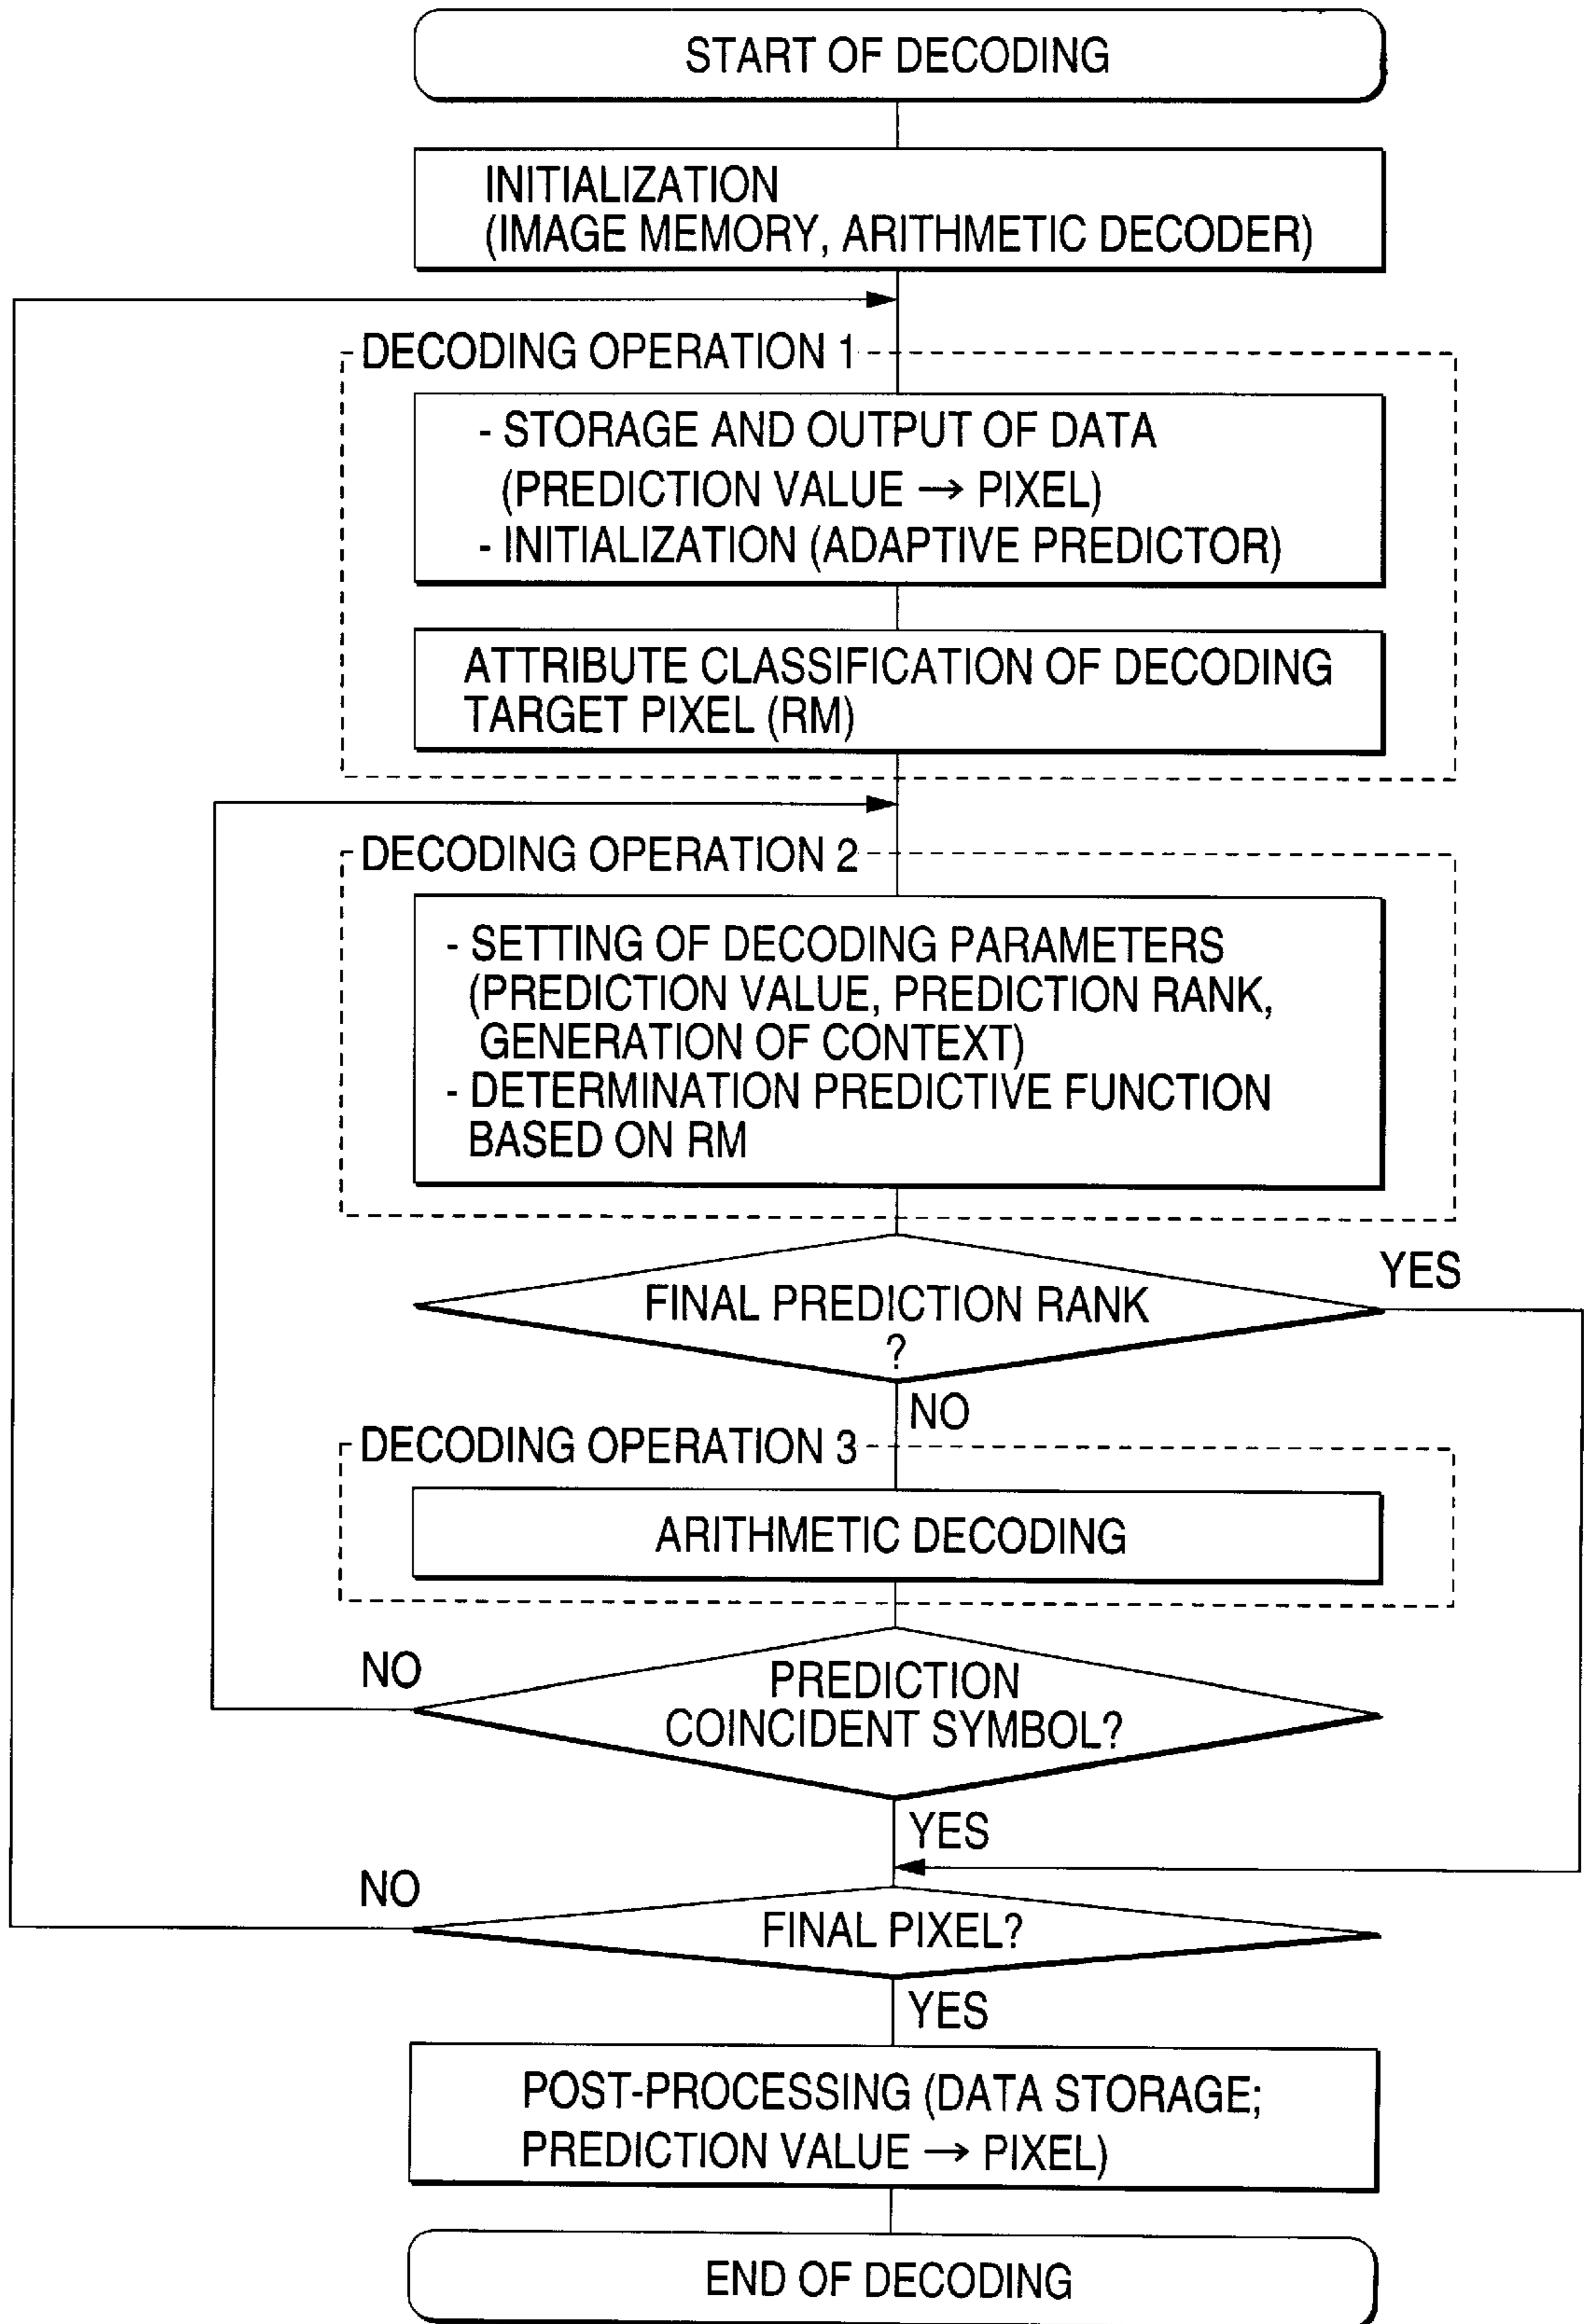 START OF DECODING
INITIALIZATION
(IMAGE MEMORY, ARITHMETIC DECODER)
DECODING OPERATION 1
- STORAGE AND OUTPUT OF DATA
(PREDICTION VALUE → PIXEL)
- INITIALIZATION (ADAPTIVE PREDICTOR)
ATTRIBUTE CLASSIFICATION OF DECODING
TARGET PIXEL (RM)
DECODING OPERATION 2
- SETTING OF DECODING PARAMETERS
(PREDICTION VALUE, PREDICTION RANK,
GENERATION OF CONTEXT)
- DETERMINATION PREDICTIVE FUNCTION
BASED ON RM
YES
FINAL PREDICTION RANK
?
NO
DECODING OPERATION 3
ARITHMETIC DECODING
NO
PREDICTION
COINCIDENT SYMBOL?
YES
NO
FINAL PIXEL?
YES
POST-PROCESSING (DATA STORAGE;
PREDICTION VALUE → PIXEL)
END OF DECODING